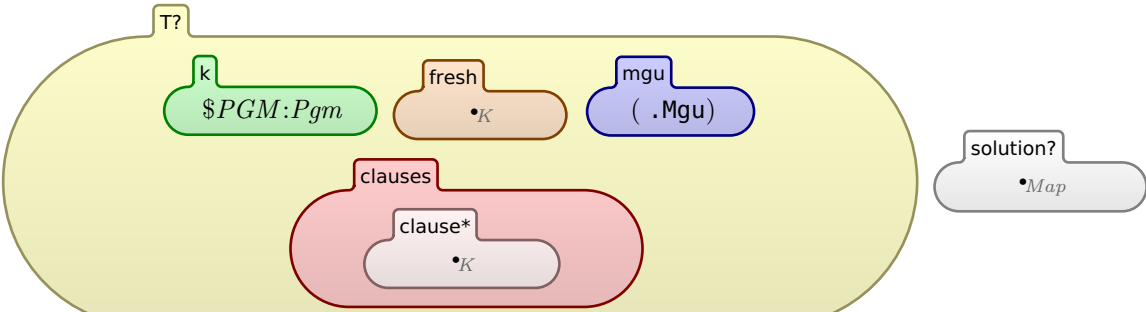 T?
k fresh mgu
$PGM:Pgm •K ( .Mgu)
solution?
•Map
clauses
clause*
•K